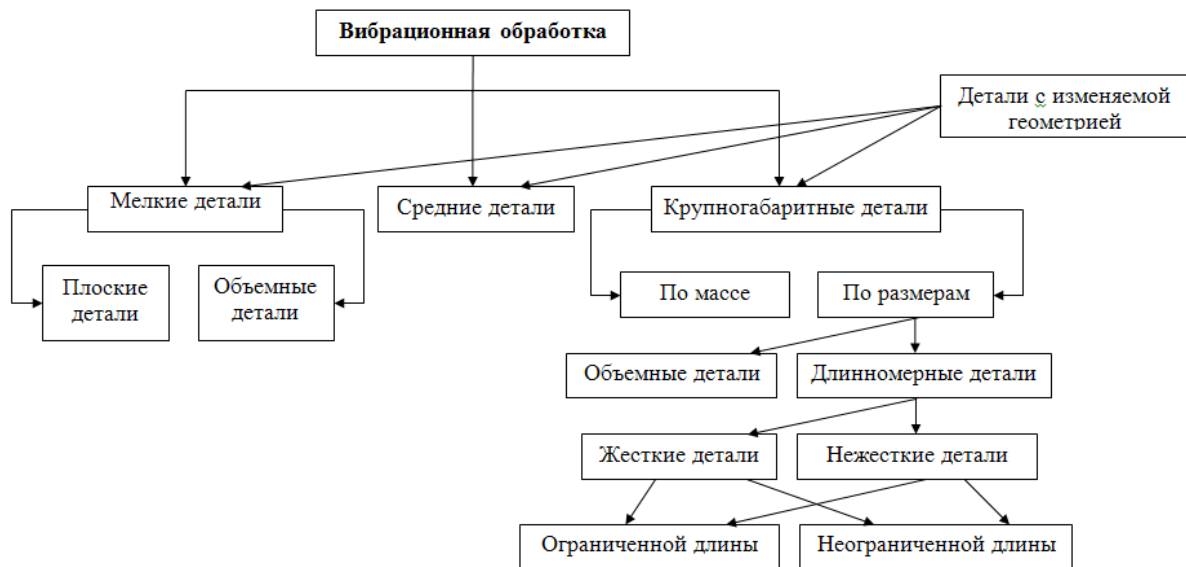 Вибрационная обработка
Детали с изменяемой
геометрией
Мелкие детали
Средние детали
Крупногабаритные детали
Плоские
детали
Объемные
детали
По массе
По размерам
Объемные детали
Длинномерные детали
Жесткие детали
Нежесткие детали
Ограниченной длины
Неограниченной длины